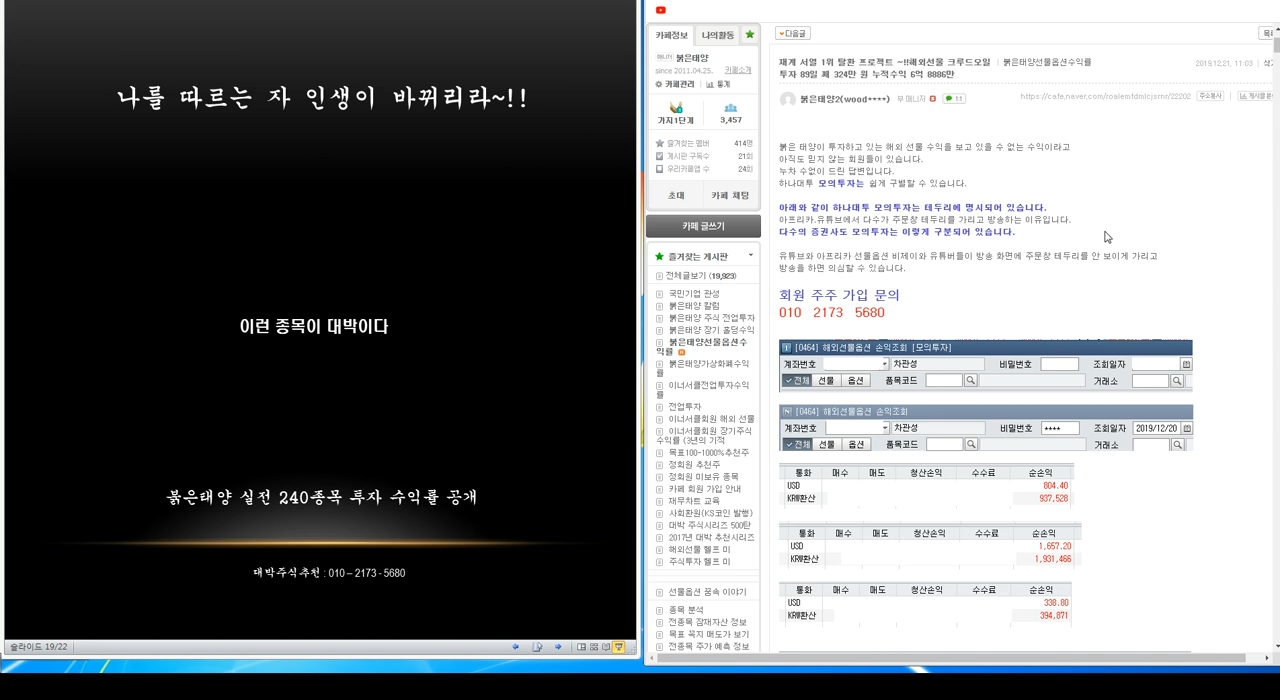 나를 따르는 자 인생이 바뀌리라~!!
이런 종목이 대박이다
붉은태양 실전 240종목 투자 수익률 공개
대박주식추천 : 010 – 2173 - 5680
슬라이드 19/22
카페정보
나의활동
매니저 붉은태양
since 2011.04.25.
카페소개
카페관리
통계
가지1단계
3,457
즐겨찾는 멤버 414명
게시판 구독수 21회
우리카페앱 수 24회
초대
카페 채팅
카페 글쓰기
즐겨찾는 게시판
전체글보기 (19,923)
국민기업 관성
붉은태양 칼럼
붉은태양 주식 전업투자
붉은태양 장기 홀딩수익
붉은태양선물옵션수
익률
붉은태양가상화폐수익
률
이너서클전업투자수익
률
전업투자
이너서클회원 해외 선물
이너서클회원 장기주식
수익률 (3년의 기적
목표100-1000%추천주
정회원 추천주
정회원 미보유 종목
카페 회원 가입 안내
재무차트 교육
사회환원(KS코인 발행)
대박 주식시리즈 500탄
2017년 대박 추천시리즈
해외선물 헬프 미
주식투자 헬프 미
선물옵션 꿈속 이야기
종목 분석
전종목 잠재자산 정보
목표 꼭지 매도가 보기
전종목 주가 예측 정보
다음글
재계 서열 1위 탈환 프로젝트 ~!!해외선물 크루드오일 | 붉은태양선물옵션수익률
투자 89일 째 324만 원 누적수익 6억 8886만
2019.12.21. 11:03
붉은태양2(wood****) 부매니저
11
https://cafe.naver.com/roalemfdmlcjsrnr/22202
주소복사
붉은 태양이 투자하고 있는 해외 선물 수익을 보고 있을 수 없는 수익이라고
아직도 믿지 않는 회원들이 있습니다.
누차 수없이 드린 답변입니다.
하나대투 모의투자는 쉽게 구별할 수 있습니다.
아래와 같이 하나대투 모의투자는 테두리에 명시되어 있습니다.
아프리카.유튜브에서 다수가 주문창 테두리를 가리고 방송하는 이유입니다.
다수의 증권사도 모의투자는 이렇게 구분되어 있습니다.
유튜브와 아프리카 선물옵션 비제이와 유튜버들이 방송 화면에 주문창 테두리를 안 보이게 가리고
방송을 하면 의심할 수 있습니다.
회원 주주 가입 문의
010 2173 5680
[0464] 해외선물옵션 손익조회 [모의투자]
계좌번호 차관성 비밀번호 조회일자
전체 선물 옵션 품목코드 거래소
[0464] 해외선물옵션 손익조회
계좌번호 차관성 비밀번호 **** 조회일자 2019/12/20
전체 선물 옵션 품목코드 거래소
통화 매수 매도 청산손익 수수료 순손익
USD 804.40
KRW환산 937,528
통화 매수 매도 청산손익 수수료 순손익
USD 1,657.20
KRW환산 1,931,466
통화 매수 매도 청산손익 수수료 순손익
USD 338.80
KRW환산 394,871